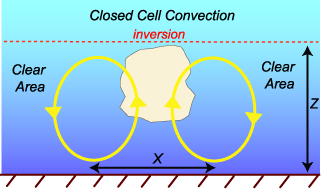 Closed Cell Convection
inversion
Clear
Area
Clear
Area
Z
X